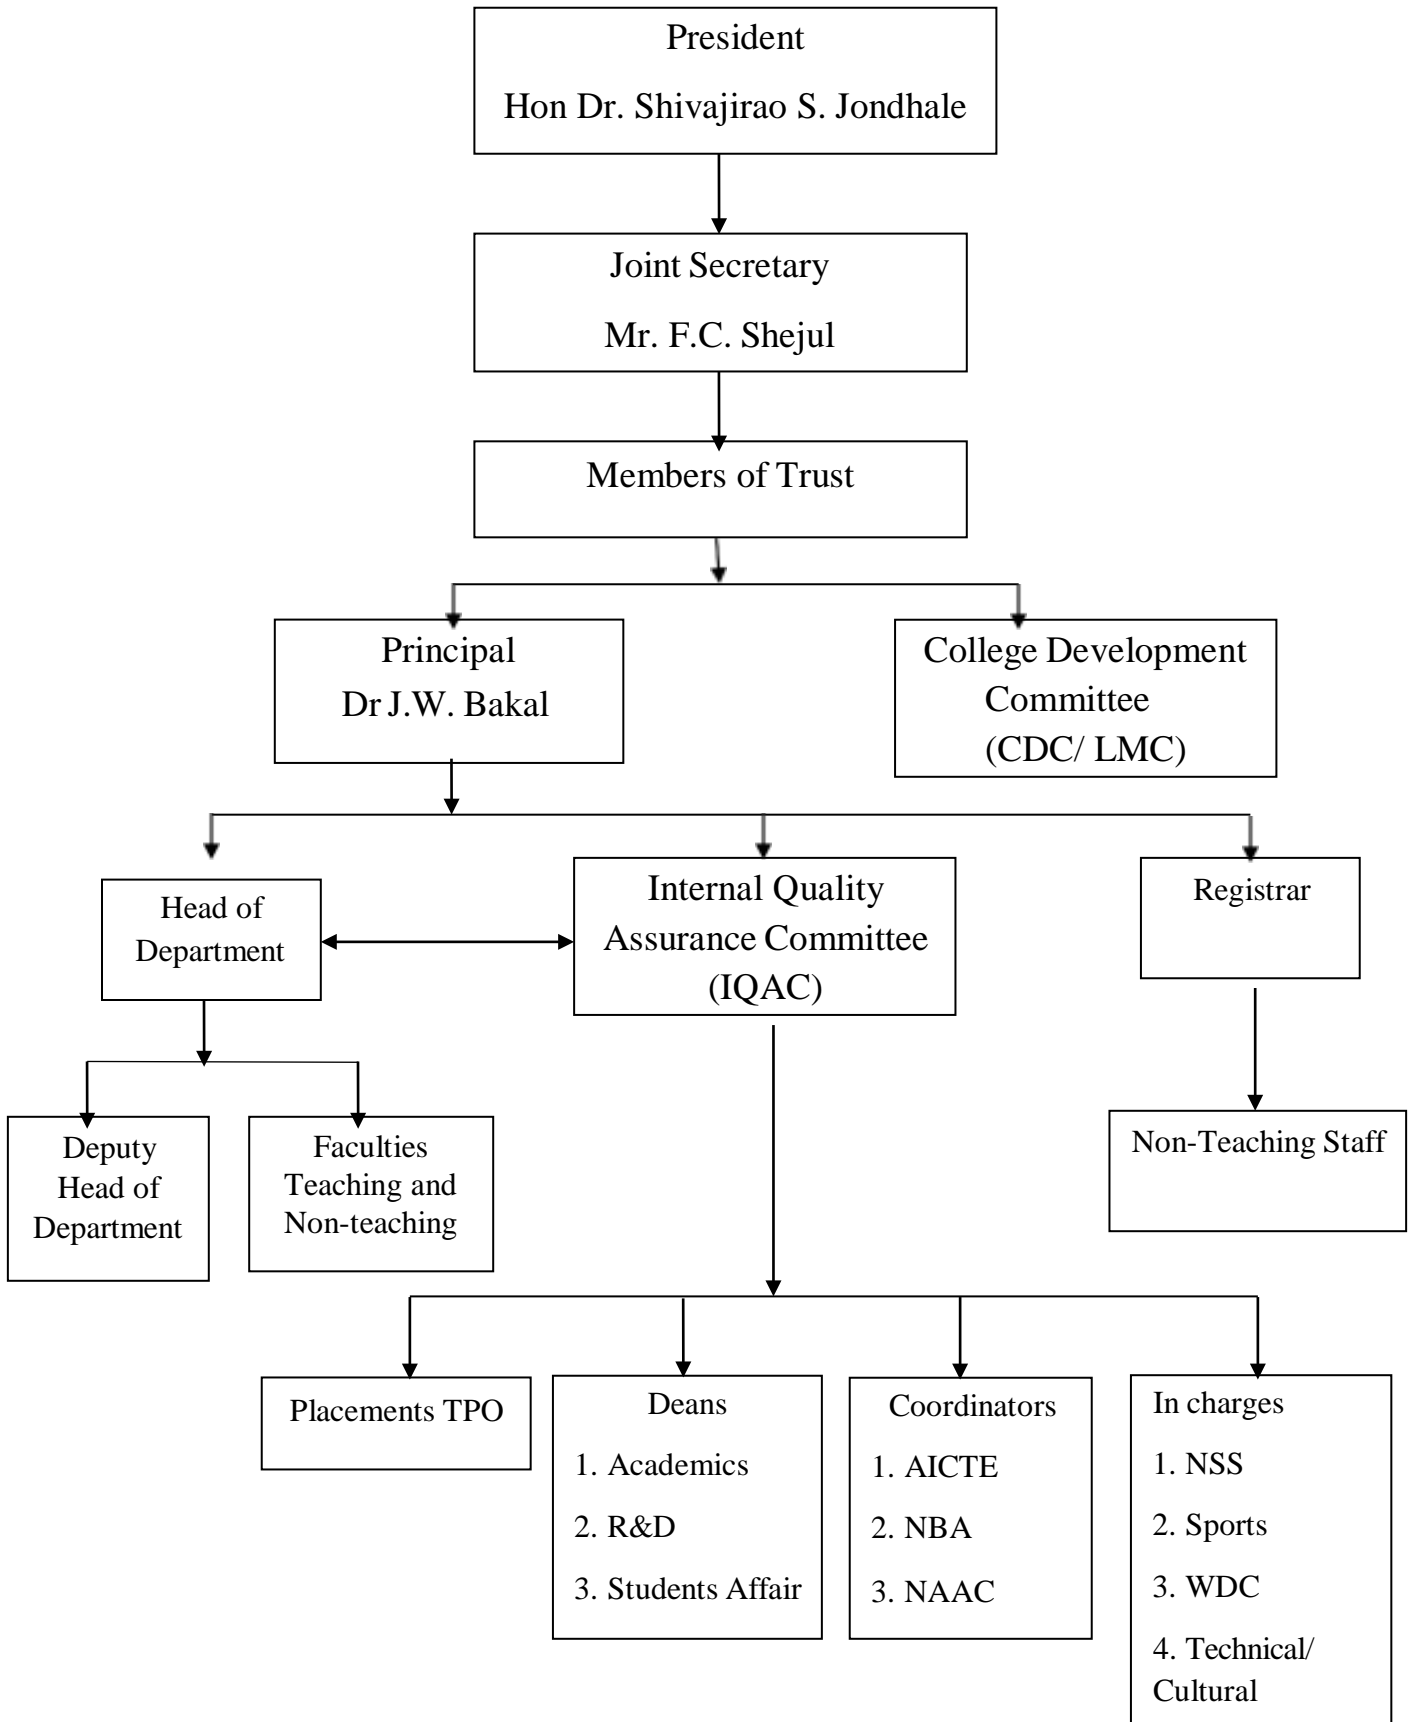 President
Hon Dr. Shivajirao S. Jondhale
Joint Secretary
Mr. F.C. Shejul
Members of Trust
Principal
Dr J.W. Bakal
College Development
Committee
(CDC/ LMC)
Head of
Department
Internal Quality
Assurance Committee
(IQAC)
Registrar
Deputy
Head of
Department
Faculties
Teaching and
Non-teaching
Non-Teaching Staff
Placements TPO
Deans
1. Academics
2. R&D
3. Students Affair
Coordinators
1. AICTE
2. NBA
3. NAAC
In charges
1. NSS
2. Sports
3. WDC
4. Technical/
Cultural